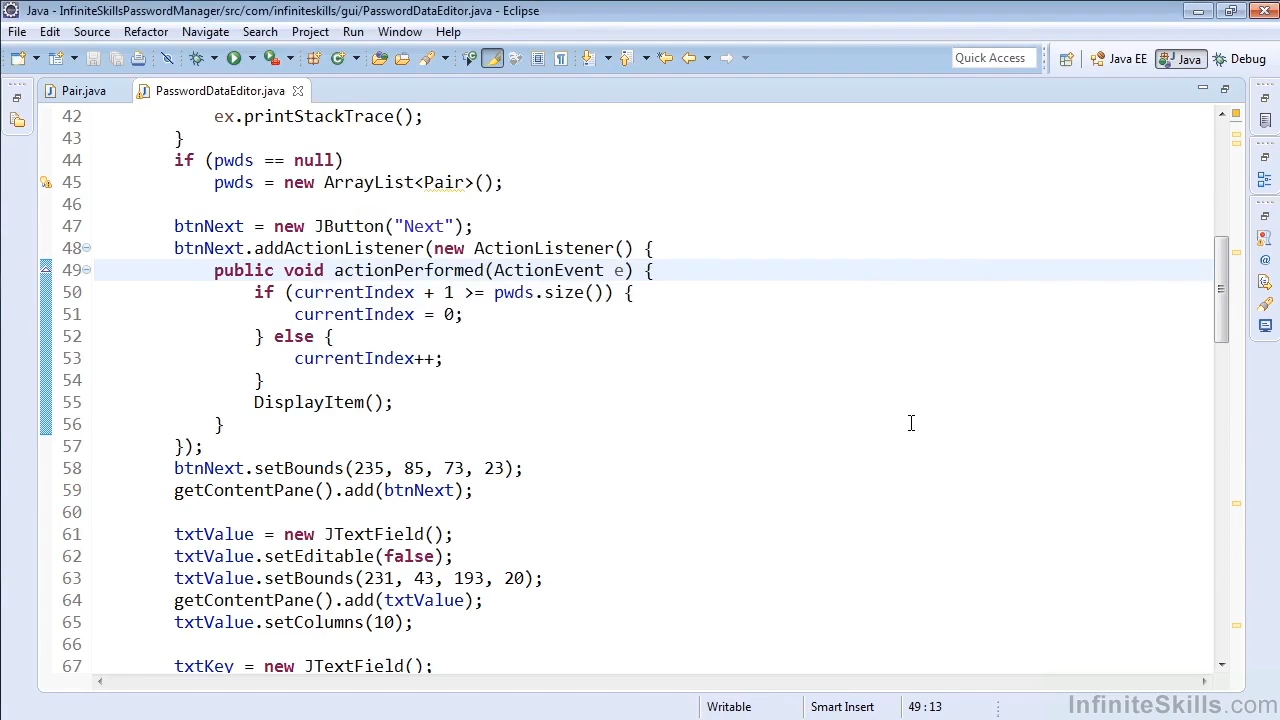 Java - InfiniteSkillsPasswordManager/src/com/infiniteskills/gui/PasswordDataEditor.java - Eclipse
File Edit Source Refactor Navigate Search Project Run Window Help
Quick Access Java EE Java Debug
Pair.java PasswordDataEditor.java
42 ex.printStackTrace();
43 }
44 if (pwds == null)
45 pwds = new ArrayList<Pair>();
46
47 btnNext = new JButton("Next");
48 btnNext.addActionListener(new ActionListener() {
49 public void actionPerformed(ActionEvent e) {
50 if (currentIndex + 1 >= pwds.size()) {
51 currentIndex = 0;
52 } else {
53 currentIndex++;
54 }
55 DisplayItem();
56 }
57 });
58 btnNext.setBounds(235, 85, 73, 23);
59 getContentPane().add(btnNext);
60
61 txtValue = new JTextField();
62 txtValue.setEditable(false);
63 txtValue.setBounds(231, 43, 193, 20);
64 getContentPane().add(txtValue);
65 txtValue.setColumns(10);
66
67 txtKey = new JTextField();
Writable Smart Insert 49 : 13
InfiniteSkills.com